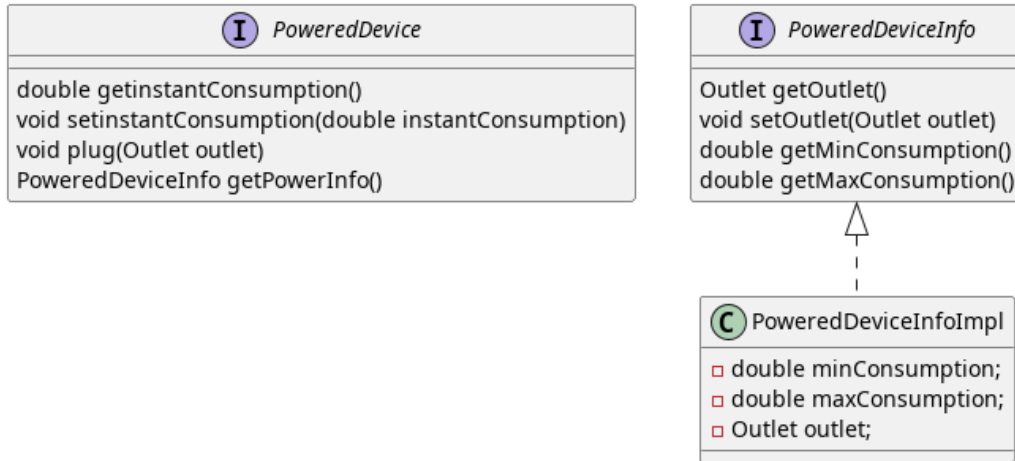 I PoweredDevice
double getinstantConsumption()
void setinstantConsumption(double instantConsumption)
void plug(Outlet outlet)
PoweredDeviceInfo getPowerInfo()
I PoweredDeviceInfo
Outlet getOutlet()
void setOutlet(Outlet outlet)
double getMinConsumption()
double getMaxConsumption()
C PoweredDeviceInfoImpl
double minConsumption;
double maxConsumption;
Outlet outlet;